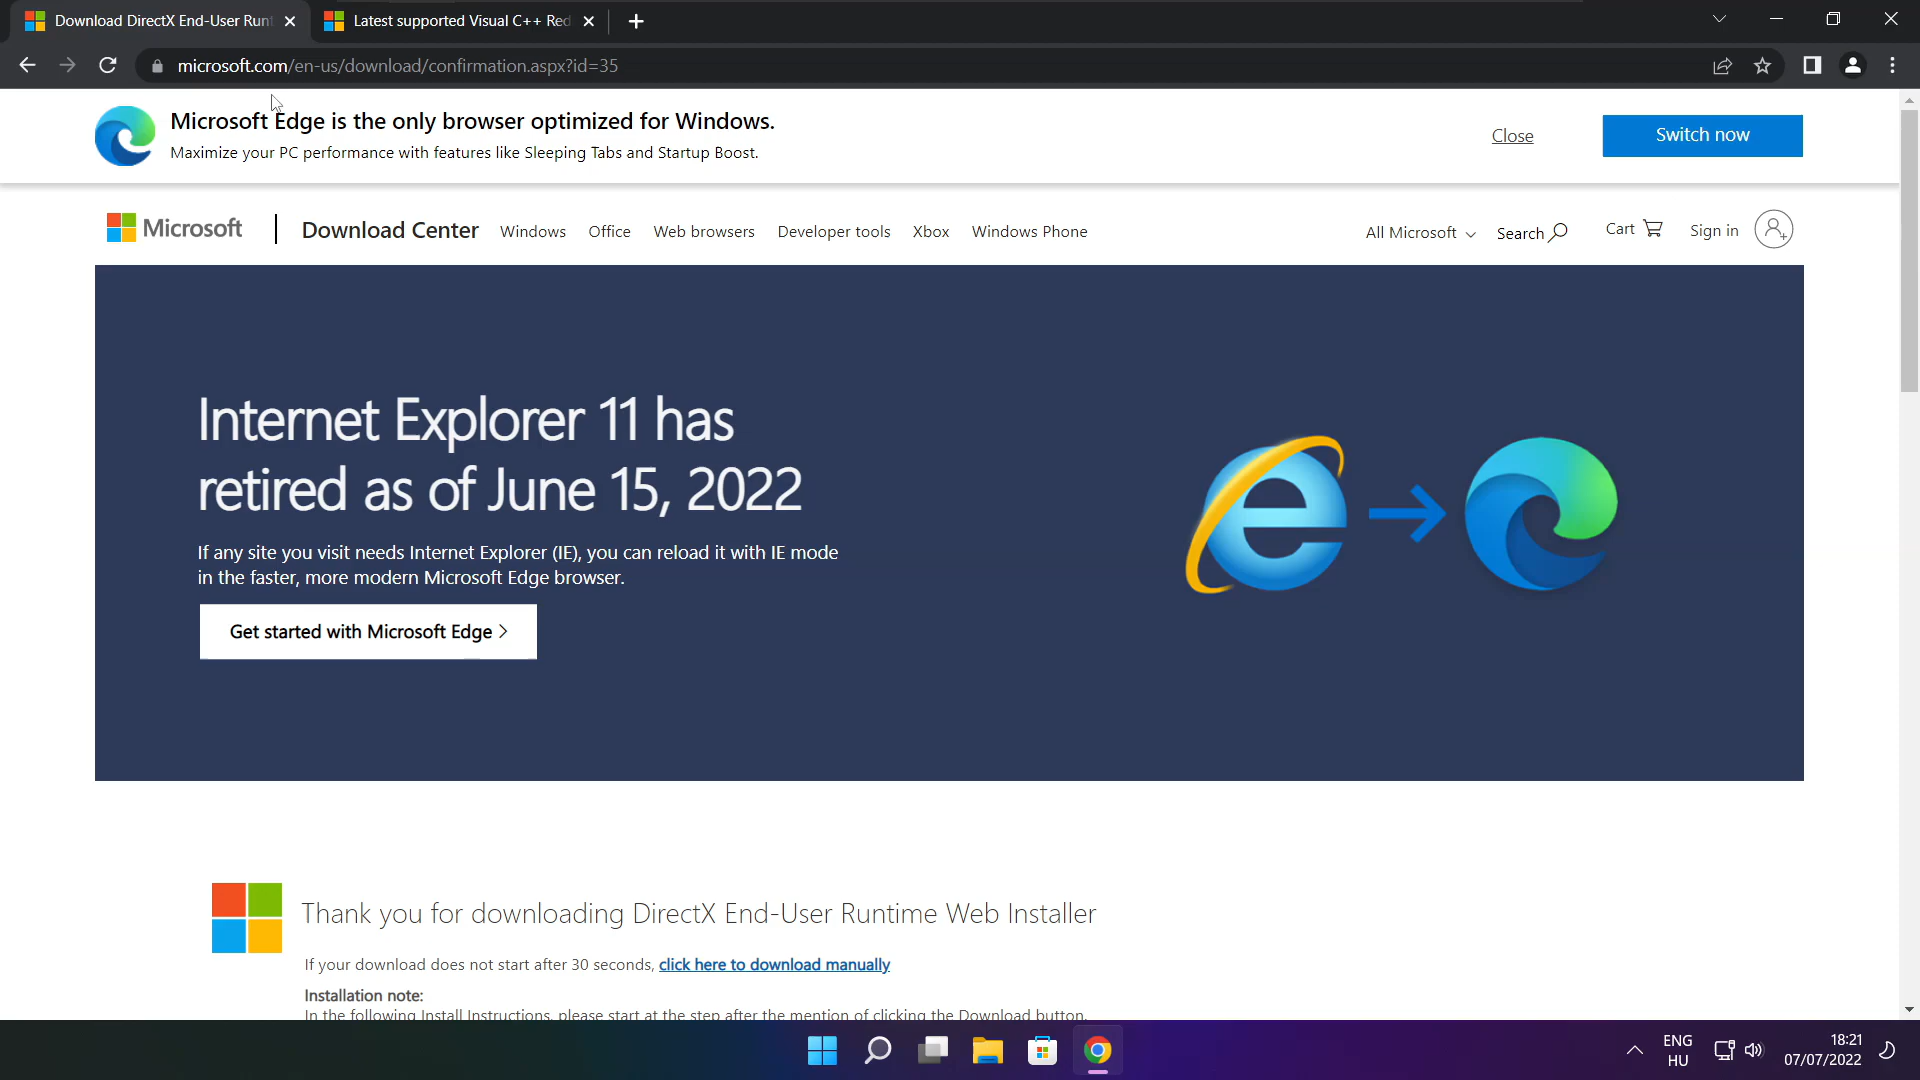 Download DirectX End-User Runt
Latest supported Visual C++ Red
microsoft.com/en-us/download/confirmation.aspx?id=35
Microsoft Edge is the only browser optimized for Windows.
Maximize your PC performance with features like Sleeping Tabs and Startup Boost.
Close
Switch now
Microsoft
Download Center
Windows
Office
Web browsers
Developer tools
Xbox
Windows Phone
All Microsoft
Search
Cart
Sign in
Internet Explorer 11 has
retired as of June 15, 2022
If any site you visit needs Internet Explorer (IE), you can reload it with IE mode
in the faster, more modern Microsoft Edge browser.
Get started with Microsoft Edge
Thank you for downloading DirectX End-User Runtime Web Installer
If your download does not start after 30 seconds, click here to download manually
Installation note:
In the following Install Instructions, please start at the step after the mention of clicking the Download button.
ENG
HU
18:21
07/07/2022